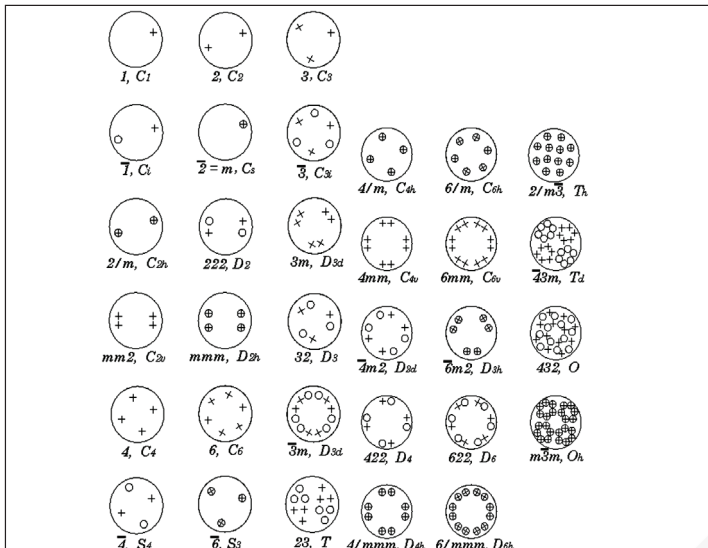 1, C1 2, C2 3, C3
1̅, Ci 2̅ = m, Cs 3̅, C3i
4/m, C4h 6/m, C6h 2/m3̅, Th
2/m, C2h 222, D2 3m, D3d
4mm, C4v 6mm, C6v 4̅3m, Td
mm2, C2v mmm, D2h 32, D3
4̅m2, D2d 6̅m2, D3h 432, O
4, C4 6, C6 3̅m, D3d
422, D4 622, D6 m3̅m, Oh
4̅, S4 6̅, S3 23, T 4/mmm, D4h 6/mmm, D6h